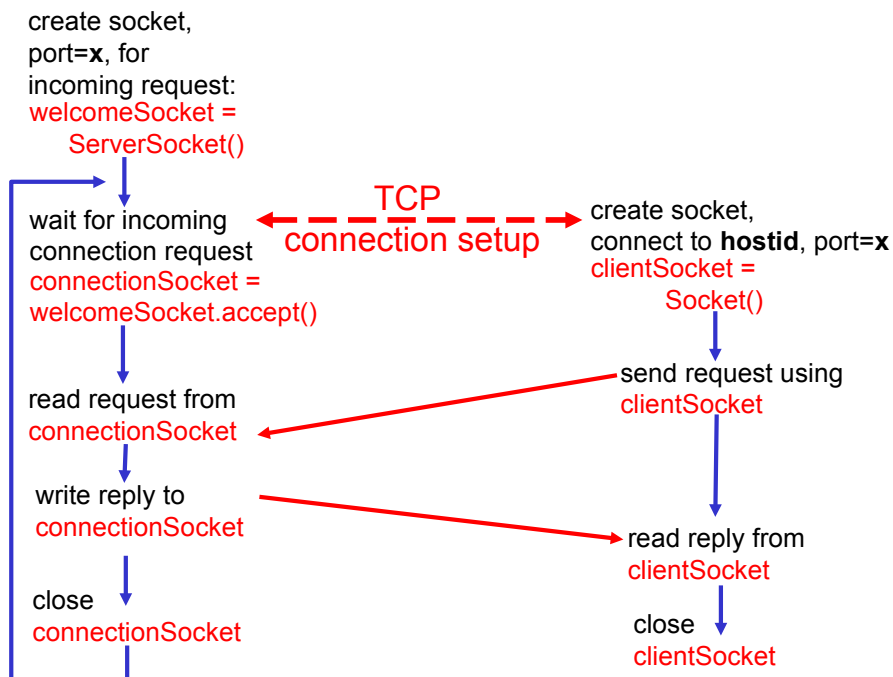 create socket,
port=x, for
incoming request:
welcomeSocket =
ServerSocket()
wait for incoming
connection request
connectionSocket =
welcomeSocket.accept()
read request from
connectionSocket
write reply to
connectionSocket
close
connectionSocket
TCP
connection setup
create socket,
connect to hostid, port=x
clientSocket =
Socket()
send request using
clientSocket
read reply from
clientSocket
close
clientSocket